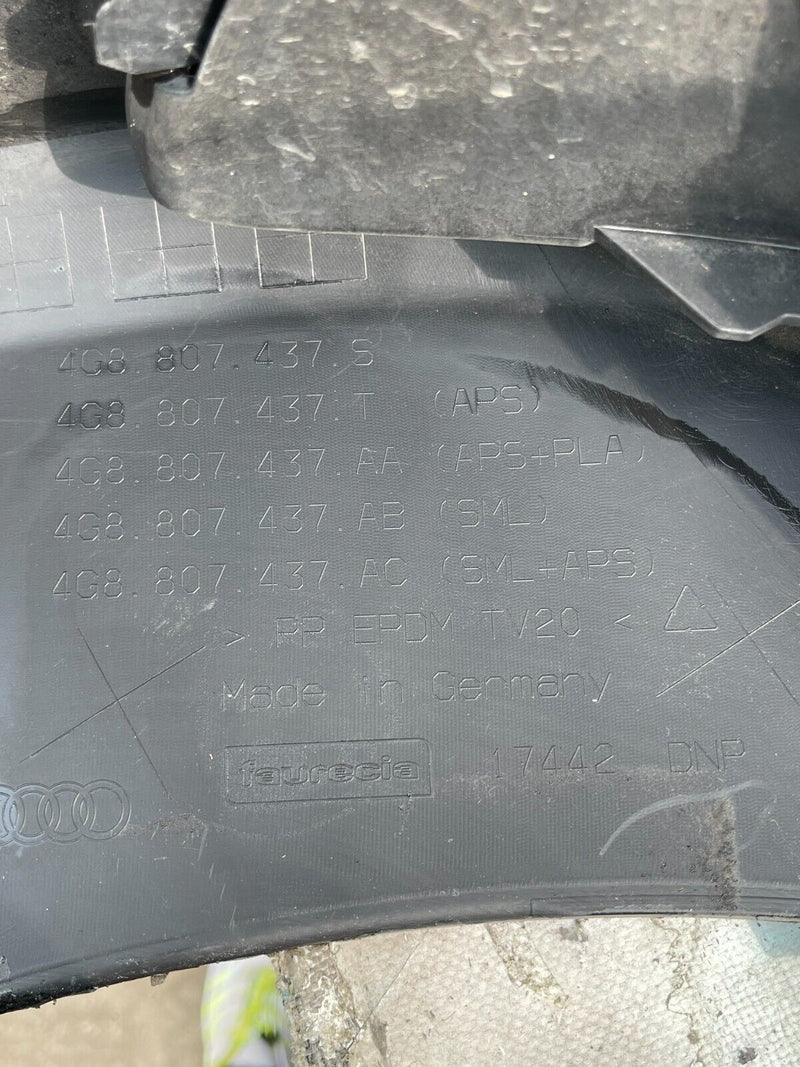 4G8.807.437.S
4G8.807.437.T (APS)
4G8.807.437.AA (APS+PLA)
4G8.807.437.AB (SML)
4G8.807.437.AC (SML+APS)
> PP EPDM TV20 <
Made in Germany
faurecia 17442 DNP